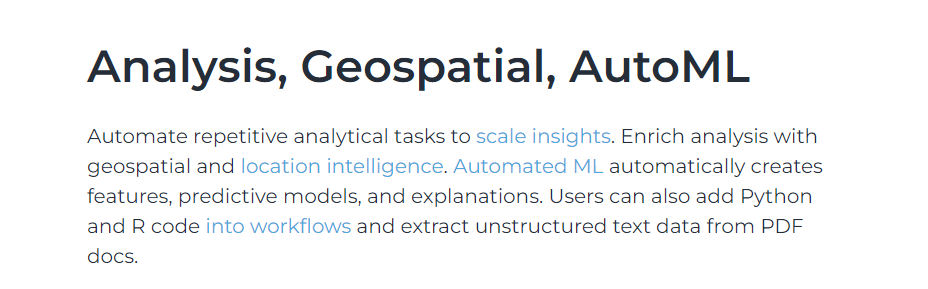 Analysis, Geospatial, AutoML
Automate repetitive analytical tasks to scale insights. Enrich analysis with
geospatial and location intelligence. Automated ML automatically creates
features, predictive models, and explanations. Users can also add Python
and R code into workflows and extract unstructured text data from PDF
docs.